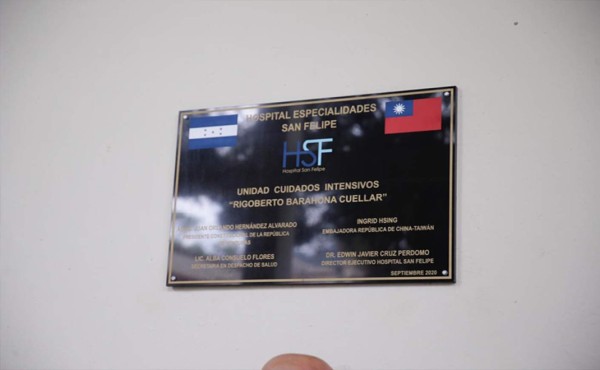 HOSPITAL ESPECIALIDADES
SAN FELIPE
HSF
Hospital San Felipe
UNIDAD CUIDADOS INTENSIVOS
"RIGOBERTO BARAHONA CUELLAR"
ORLANDO HERNÁNDEZ ALVARADO
PRESIDENTE DE LA REPÚBLICA
INGRID HSING
EMBAJADORA REPÚBLICA DE CHINA-TAIWÁN
LIC. ALBA CONSUELO FLORES
SECRETARIA EN DESPACHO DE SALUD
DR. EDWIN JAVIER CRUZ PERDOMO
DIRECTOR EJECUTIVO HOSPITAL SAN FELIPE
SEPTIEMBRE 2020